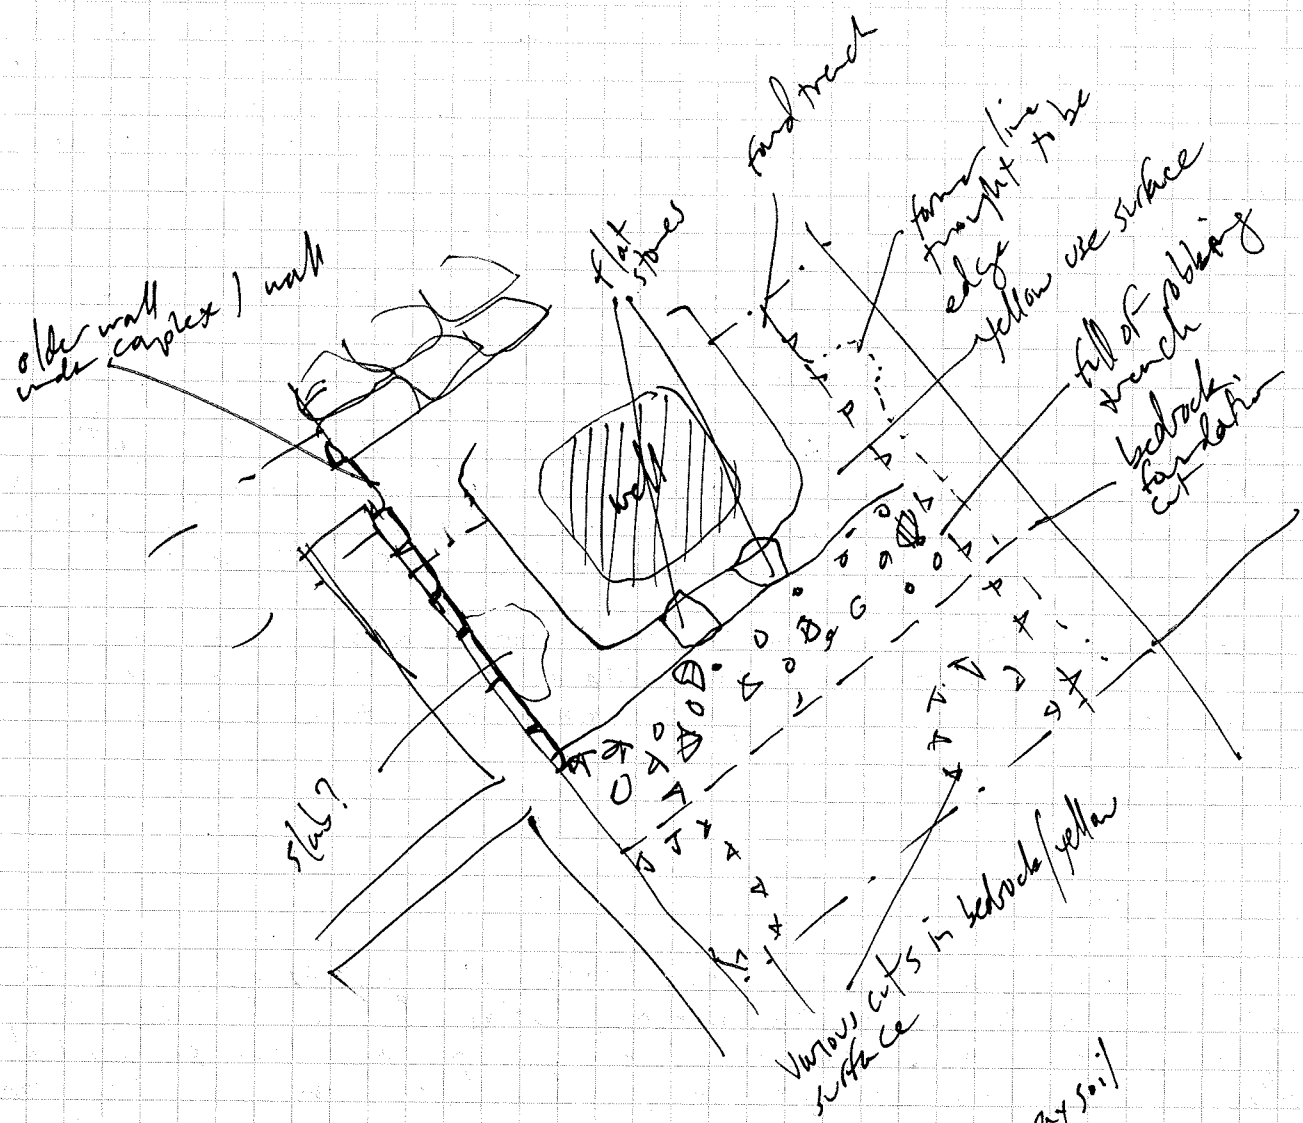 found trench
former line
thought to be
edge
yellow use surface
fill of robbing
trench
bedrock
foundation
cut
flat
stones
older wall
under complex / wall
well
slab?
various cuts in bedrock/yellow
surface
soil